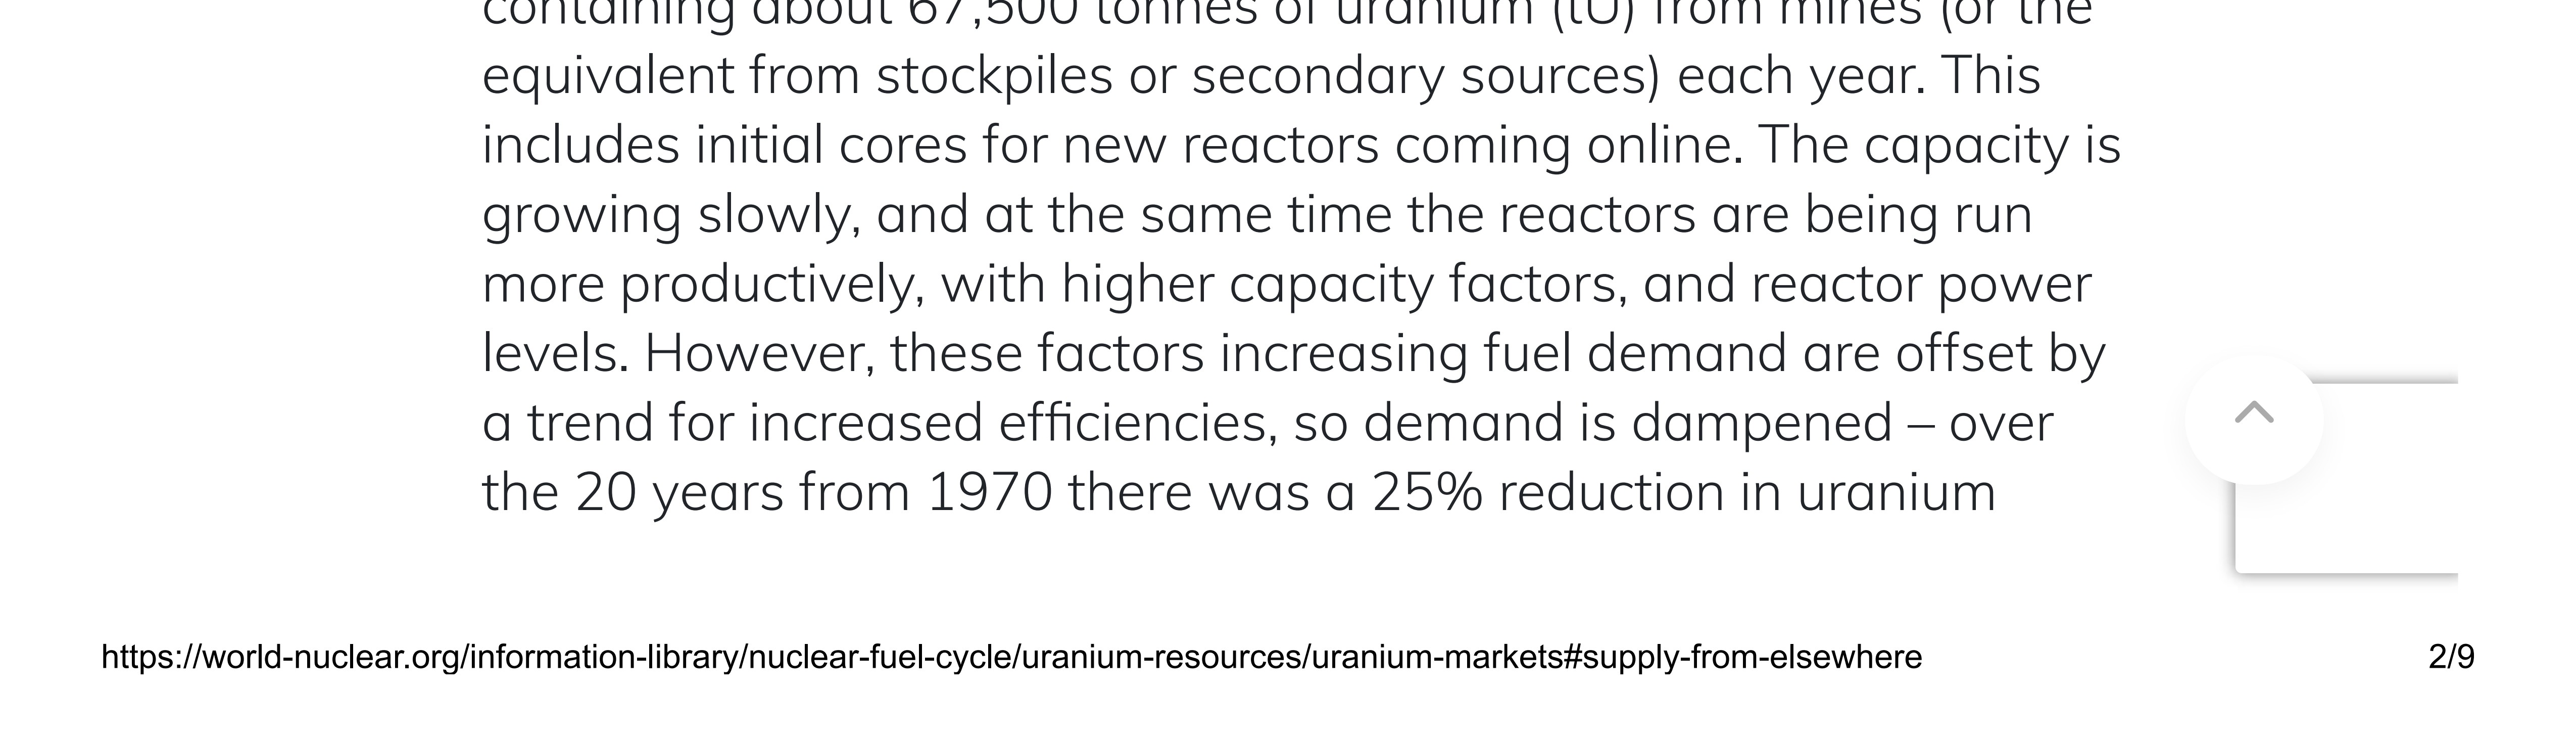 containing about 67,500 tonnes of uranium (tU) from mines (or the
equivalent from stockpiles or secondary sources) each year. This
includes initial cores for new reactors coming online. The capacity is
growing slowly, and at the same time the reactors are being run
more productively, with higher capacity factors, and reactor power
levels. However, these factors increasing fuel demand are offset by
a trend for increased efficiencies, so demand is dampened – over
the 20 years from 1970 there was a 25% reduction in uranium
https://world-nuclear.org/information-library/nuclear-fuel-cycle/uranium-resources/uranium-markets#supply-from-elsewhere 2/9